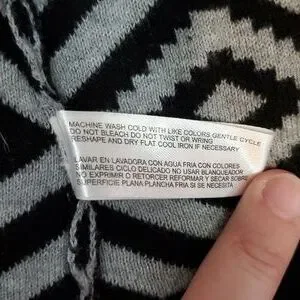 MACHINE WASH COLD WITH LIKE COLORS GENTLE CYCLE
DO NOT BLEACH DO NOT TWIST OR WRING
RESHAPE AND DRY FLAT COOL IRON IF NECESSARY
LAVAR EN LAVADORA CON AGUA FRIA CON COLORES
SIMILARES CICLO DELICADO NO USAR BLANQUEADOR
NO EXPRIMIR O RETORCER REFORMAR Y SECAR SOBRE
SUPERFICIE PLANA PLANCHA FRIA SI SE NECESITA